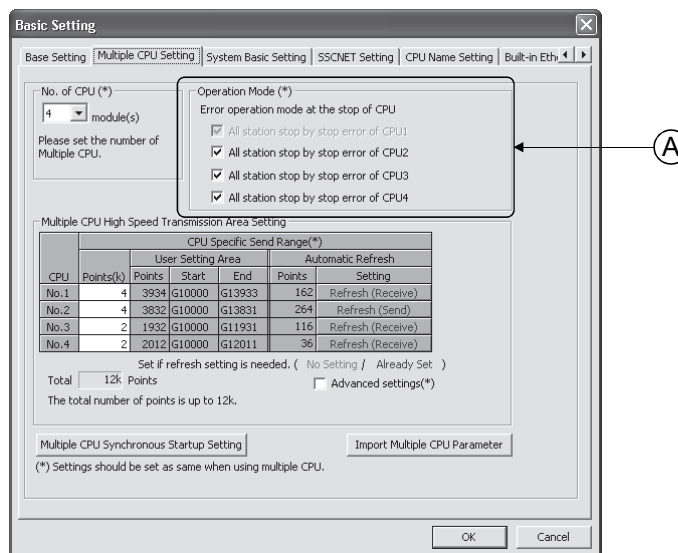 Basic Setting
Base Setting Multiple CPU Setting System Basic Setting SSCNET Setting CPU Name Setting Built-in Eth
No. of CPU (*)
4 module(s)
Please set the number of
Multiple CPU.
Operation Mode (*)
Error operation mode at the stop of CPU
All station stop by stop error of CPU1
All station stop by stop error of CPU2
All station stop by stop error of CPU3
All station stop by stop error of CPU4
A
Multiple CPU High Speed Transmission Area Setting
CPU Specific Send Range(*)
User Setting Area Automatic Refresh
CPU Points(k) Points Start End Points Setting
No.1 4 3934 G10000 G13933 162 Refresh (Receive)
No.2 4 3832 G10000 G13831 264 Refresh (Send)
No.3 2 1932 G10000 G11931 116 Refresh (Receive)
No.4 2 2012 G10000 G12011 36 Refresh (Receive)
Set if refresh setting is needed. ( No Setting / Already Set )
Total 12k Points
Advanced settings(*)
The total number of points is up to 12k.
Multiple CPU Synchronous Startup Setting Import Multiple CPU Parameter
(*) Settings should be set as same when using multiple CPU.
OK Cancel